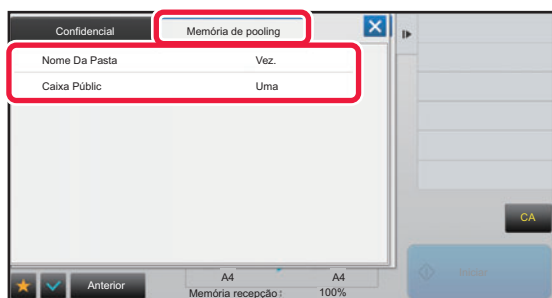 Confidencial Memória de pooling
Nome Da Pasta Vez.
Caixa Públic Uma
CA
A4 A4
Anterior
Memória recepção: 100%